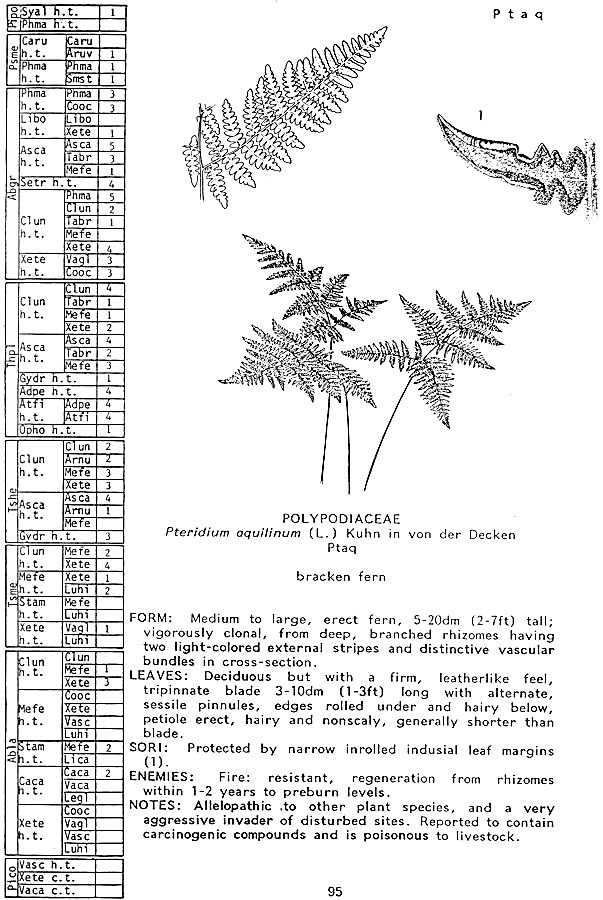 Ptaq
Pipo Syal h.t. 1
Phma h.t.
Psme Caru h.t. Caru
Aruv 1
Phma h.t. Phma 1
Smst 1
Abgr Phma h.t. Phma 3
Cooc 3
Libo h.t. Libo
Xete 1
Asca h.t. Asca 5
Tabr 3
Mefe 1
Setr h.t. 4
Clun h.t. Phma 5
Clun 2
Tabr 1
Mefe
Xete 4
Xete h.t. Vagl 3
Cooc 3
Thpl Clun h.t. Clun 4
Tabr 1
Mefe 1
Xete 2
Asca h.t. Asca 4
Tabr 2
Mefe 3
Gydr h.t. 1
Adpe h.t. 4
Atfi h.t. Adpe 4
Atfi 4
Opho h.t. 1
Tshe Clun h.t. Clun 2
Arnu 2
Mefe 3
Xete 3
Asca h.t. Asca 4
Arnu 1
Mefe
Gydr h.t. 3
Tsme Clun h.t. Mefe 2
Xete 4
Mefe h.t. Xete 1
Luhi 2
Stam h.t. Mefe
Luhi
Xete h.t. Vagl 1
Luhi
Abla Clun h.t. Clun
Mefe 1
Xete 3
Mefe h.t. Cooc
Xete
Vasc
Luhi
Stam h.t. Mefe 2
Lica
Caca h.t. Caca 2
Vaca
Legl
Xete h.t. Cooc
Vagl
Vasc
Luhi
Pico Vasc h.t.
Xete c.t.
Vaca c.t.
1
POLYPODIACEAE
Pteridium aquilinum (L.) Kuhn in von der Decken
Ptaq
bracken fern
FORM: Medium to large, erect fern, 5-20dm (2-7ft) tall;
vigorously clonal, from deep, branched rhizomes having
two light-colored external stripes and distinctive vascular
bundles in cross-section.
LEAVES: Deciduous but with a firm, leatherlike feel,
tripinnate blade 3-10dm (1-3ft) long with alternate,
sessile pinnules, edges rolled under and hairy below,
petiole erect, hairy and nonscaly, generally shorter than
blade.
SORI: Protected by narrow inrolled indusial leaf margins
(1).
ENEMIES: Fire: resistant, regeneration from rhizomes
within 1-2 years to preburn levels.
NOTES: Allelopathic .to other plant species, and a very
aggressive invader of disturbed sites. Reported to contain
carcinogenic compounds and is poisonous to livestock.
95